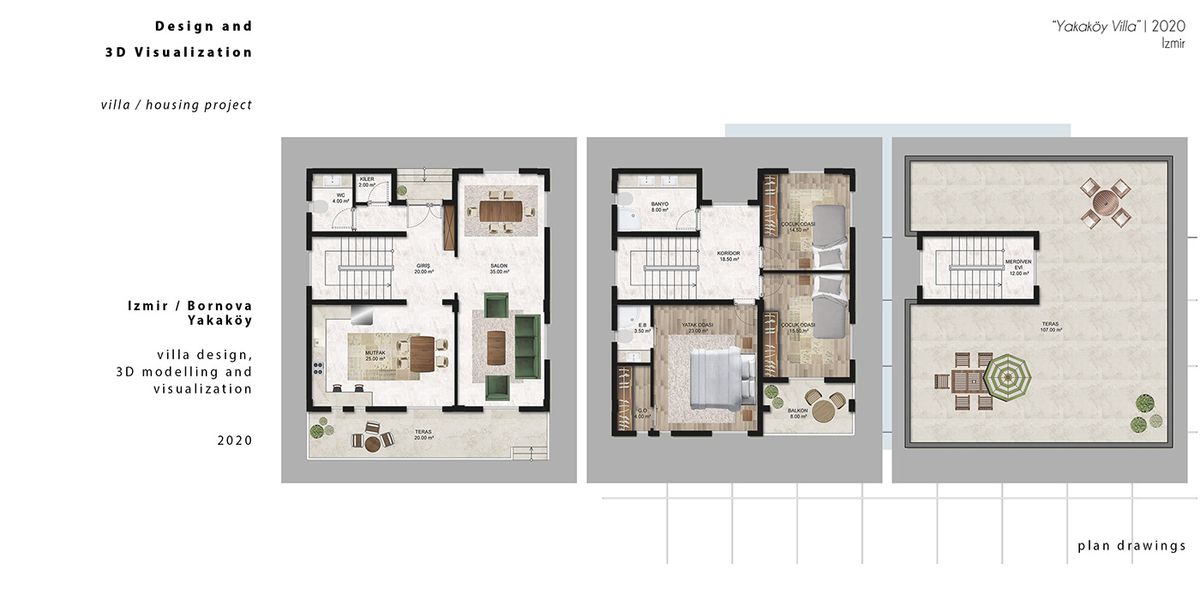 Design and
3D Visualization
villa / housing project
Izmir / Bornova
Yakaköy
villa design,
3D modelling and
visualization
2020
"Yakaköy Villa" | 2020
İzmir
WC
4.00 m²
KİLER
2.00 m²
GİRİŞ
20.00 m²
SALON
35.00 m²
MUTFAK
25.00 m²
TERAS
20.00 m²
BANYO
8.00 m²
KORİDOR
18.50 m²
ÇOCUK ODASI
14.50 m²
E.B
3.50 m²
YATAK ODASI
23.00 m²
ÇOCUK ODASI
15.50 m²
G.O
4.00 m²
BALKON
8.00 m²
MERDİVEN
EVİ
12.00 m²
TERAS
107.00 m²
plan drawings